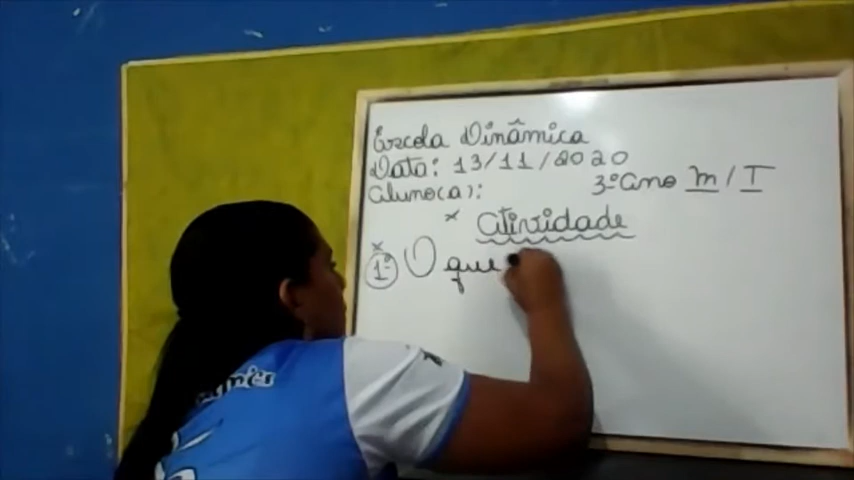 Escola Dinâmica
Data: 13/11/2020
Aluno(a): 3º ano M/T
* Atividade
* 1º O que